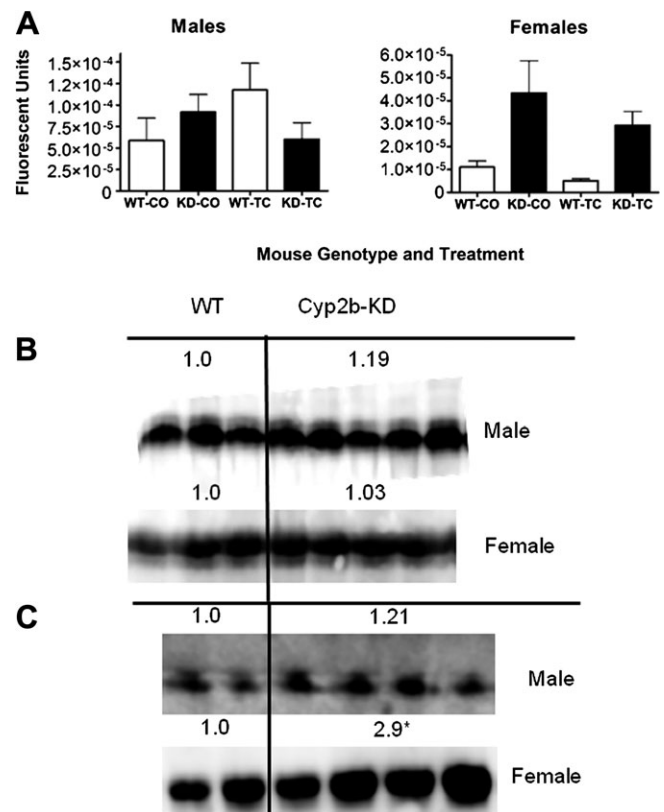 A
Males
Females
Fluorescent Units
1.5×10⁻⁴
1.0×10⁻⁴
7.5×10⁻⁵
5.0×10⁻⁵
2.5×10⁻⁵
0
WT-CO KD-CO WT-TC KD-TC
6.0×10⁻⁵
5.0×10⁻⁵
4.0×10⁻⁵
3.0×10⁻⁵
2.0×10⁻⁵
1.0×10⁻⁵
0
WT-CO KD-CO WT-TC KD-TC
Mouse Genotype and Treatment
WT Cyp2b-KD
B
1.0 1.19
Male
1.0 1.03
Female
C
1.0 1.21
Male
1.0 2.9*
Female